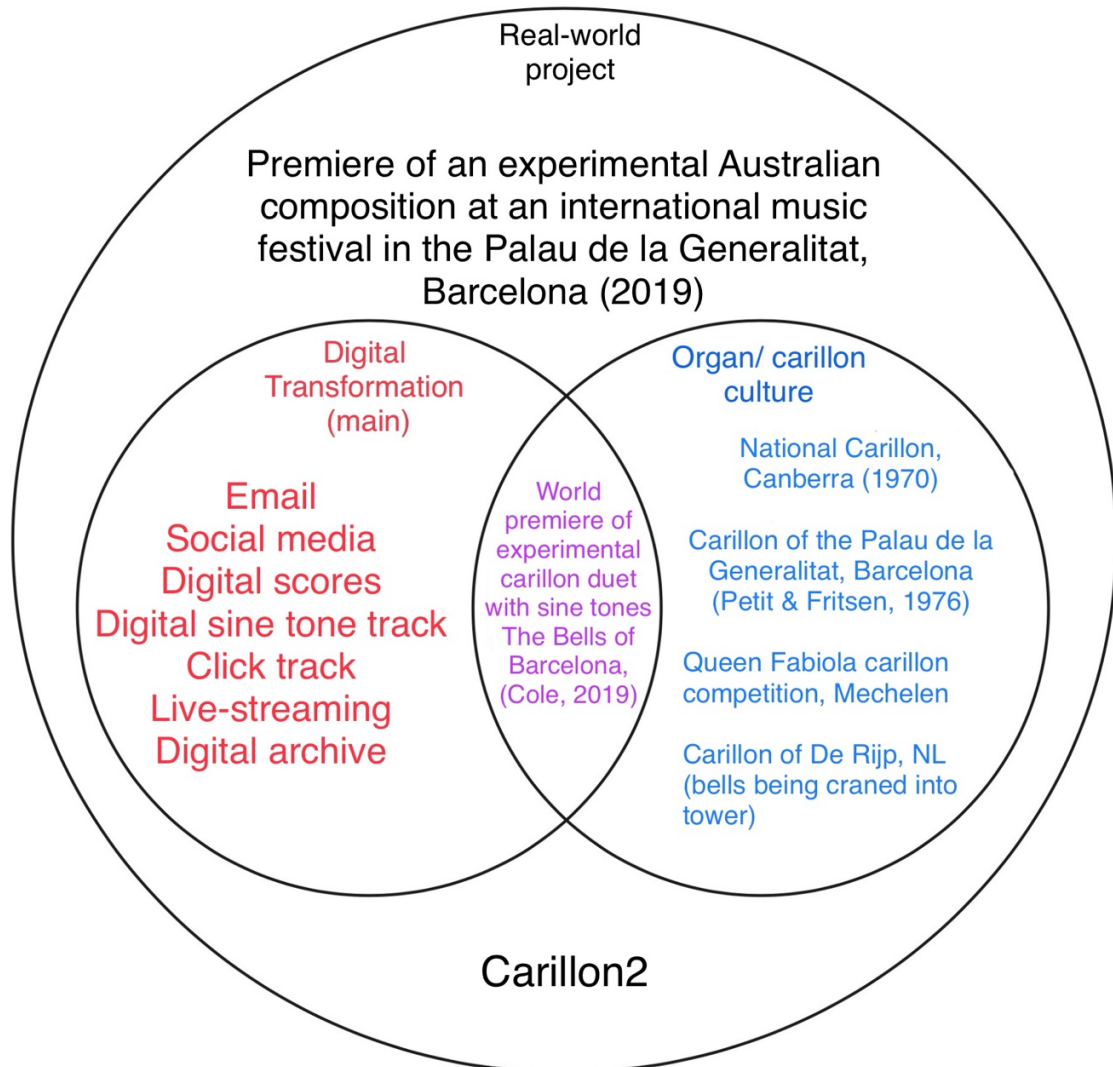 Real-world
project
Premiere of an experimental Australian
composition at an international music
festival in the Palau de la Generalitat,
Barcelona (2019)
Digital
Transformation
(main)
Email
Social media
Digital scores
Digital sine tone track
Click track
Live-streaming
Digital archive
World
premiere of
experimental
carillon duet
with sine tones
The Bells of
Barcelona,
(Cole, 2019)
Organ/ carillon
culture
National Carillon,
Canberra (1970)
Carillon of the Palau de la
Generalitat, Barcelona
(Petit & Fritsen, 1976)
Queen Fabiola carillon
competition, Mechelen
Carillon of De Rijp, NL
(bells being craned into
tower)
Carillon2